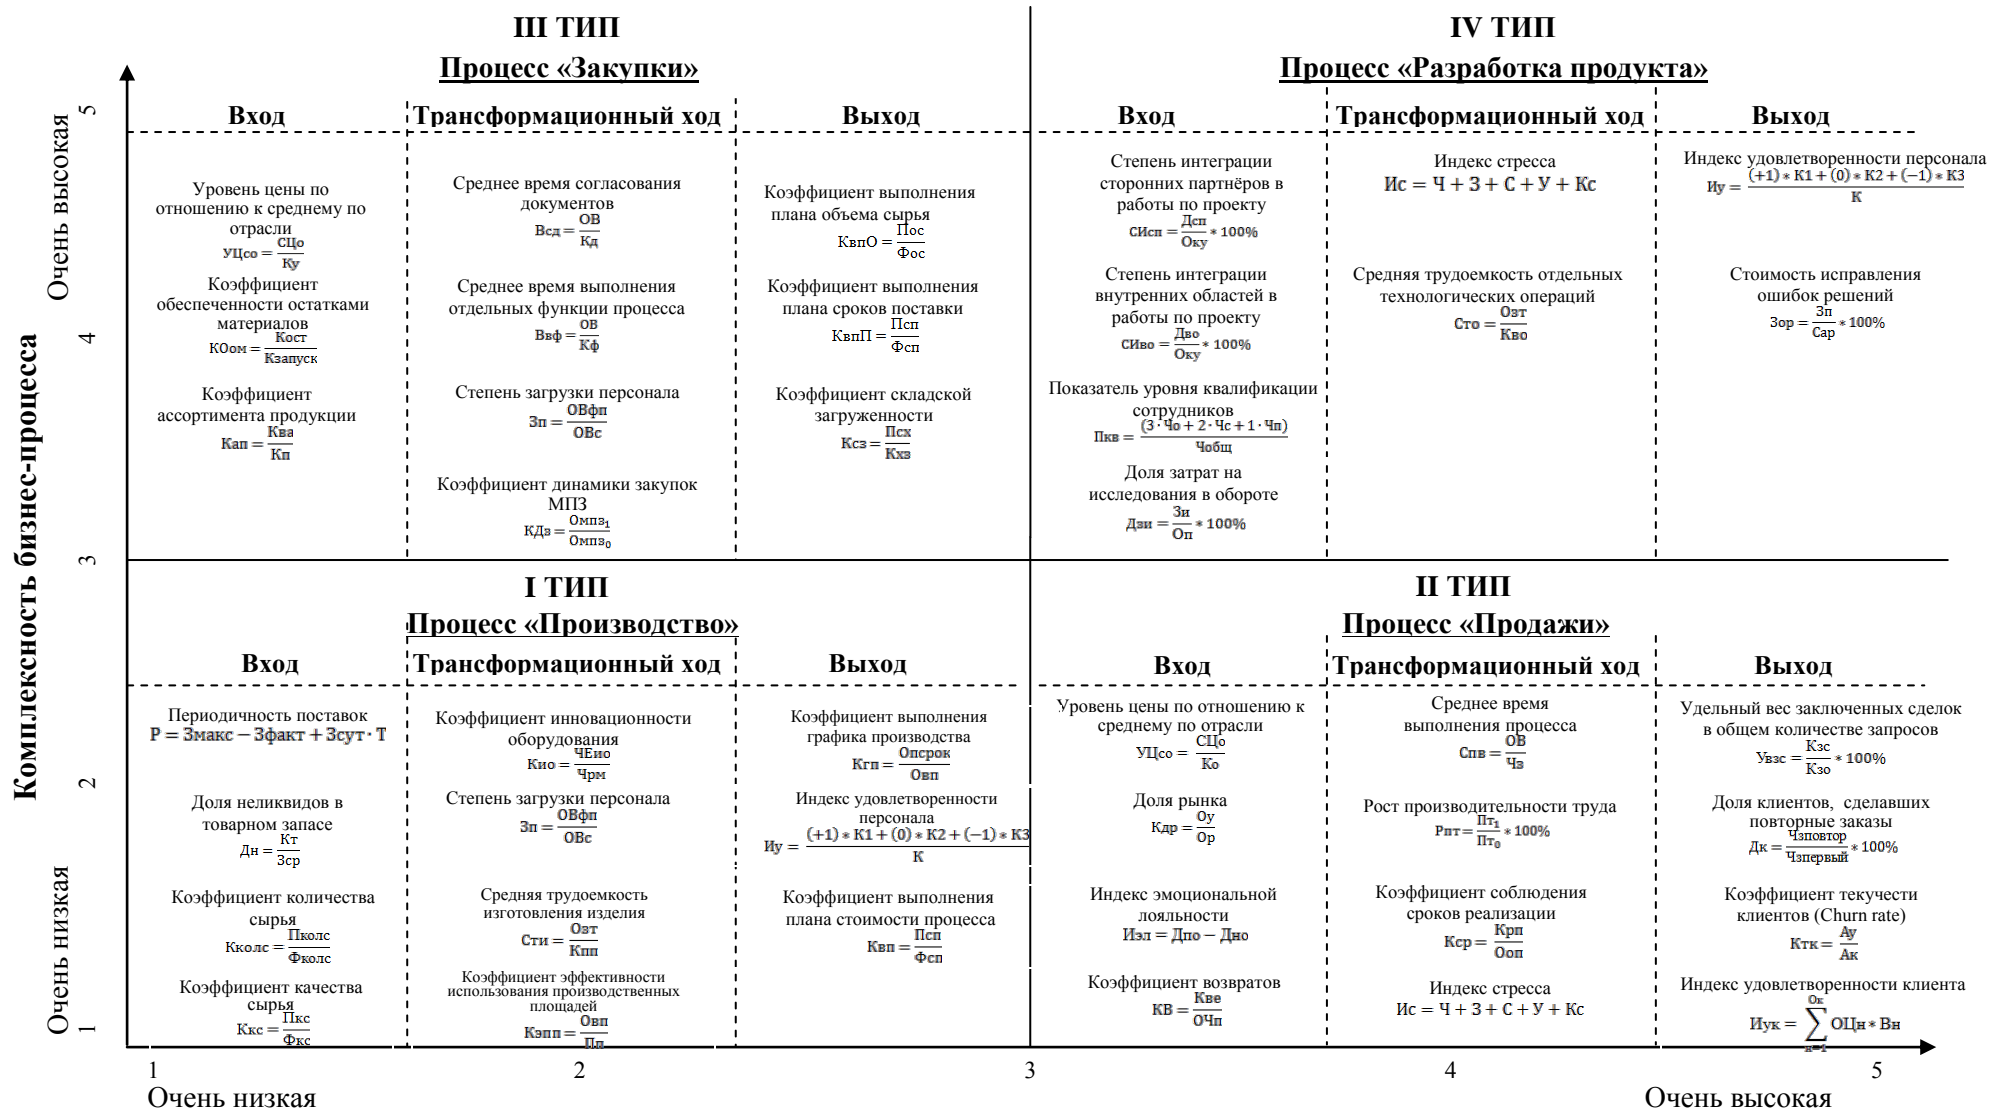 III ТИП
Процесс «Закупки»
Вход
Трансформационный ход
Выход
Уровень цены по
отношению к среднему по
отрасли
УЦсо = СЦо / Ку
Коэффициент
обеспеченности остатками
материалов
КОом = Кост / Кзапуск
Коэффициент
ассортимента продукции
Кап = Ква / Кп
Среднее время согласования
документов
Всд = ОВ / Кд
Среднее время выполнения
отдельных функции процесса
Ввф = ОВ / Кф
Степень загрузки персонала
Зп = ОВфп / ОВс
Коэффициент динамики закупок
МПЗ
КДз = Омпз₁ / Омпз₀
Коэффициент выполнения
плана объема сырья
КвпО = Пос / Фос
Коэффициент выполнения
плана сроков поставки
КвпП = Псп / Фсп
Коэффициент складской
загруженности
Ксз = Псх / Кхз
IV ТИП
Процесс «Разработка продукта»
Вход
Трансформационный ход
Выход
Степень интеграции
сторонних партнёров в
работы по проекту
СИсп = Дсп / Оку * 100%
Степень интеграции
внутренних областей в
работы по проекту
СИво = Дво / Оку * 100%
Показатель уровня квалификации
сотрудников
Пкв = (3·Чо + 2·Чс + 1·Чп) / Чобщ
Доля затрат на
исследования в обороте
Дзи = Зи / Оп * 100%
Индекс стресса
Ис = Ч + З + С + У + Кс
Средняя трудоемкость отдельных
технологических операций
Сто = Озт / Кво
Индекс удовлетворенности персонала
Иу = (+1) * К1 + (0) * К2 + (−1) * К3 / К
Стоимость исправления
ошибок решений
Зор = Зп / Сар * 100%
I ТИП
Процесс «Производство»
Вход
Трансформационный ход
Выход
Периодичность поставок
Р = Змакс − Зфакт + Зсут · Т
Доля неликвидов в
товарном запасе
Дн = Кт / Зср
Коэффициент количества
сырья
Кколс = Пколс / Фколс
Коэффициент качества
сырья
Ккс = Пкс / Фкс
Коэффициент инновационности
оборудования
Кио = ЧЕио / Чрм
Степень загрузки персонала
Зп = ОВфп / ОВс
Средняя трудоемкость
изготовления изделия
Сти = Озт / Кпп
Коэффициент эффективности
использования производственных
площадей
Кэпп = Овп / Пп
Коэффициент выполнения
графика производства
Кгп = Опсрок / Овп
Индекс удовлетворенности
персонала
Иу = (+1) * К1 + (0) * К2 + (−1) * К3 / К
Коэффициент выполнения
плана стоимости процесса
Квп = Псп / Фсп
II ТИП
Процесс «Продажи»
Вход
Трансформационный ход
Выход
Уровень цены по отношению к
среднему по отрасли
УЦсо = СЦо / Ко
Доля рынка
Кдр = Оу / Ор
Индекс эмоциональной
лояльности
Иэл = Дпо − Дно
Коэффициент возвратов
КВ = Кве / ОЧп
Среднее время
выполнения процесса
Спв = ОВ / Чз
Рост производительности труда
Рпт = Пт₁ / Пт₀ * 100%
Коэффициент соблюдения
сроков реализации
Кср = Крп / Ооп
Индекс стресса
Ис = Ч + З + С + У + Кс
Удельный вес заключенных сделок
в общем количестве запросов
Увзс = Кзс / Кзо * 100%
Доля клиентов, сделавших
повторные заказы
Дк = Чзповтор / Чзпервый * 100%
Коэффициент текучести
клиентов (Churn rate)
Ктк = Ау / Ак
Индекс удовлетворенности клиента
Иук = ∑ Ок н=1 ОЦн * Вн
Комплексность бизнес-процесса
Очень высокая
Очень низкая
5
4
3
2
1
1
2
3
4
5
Очень низкая
Очень высокая